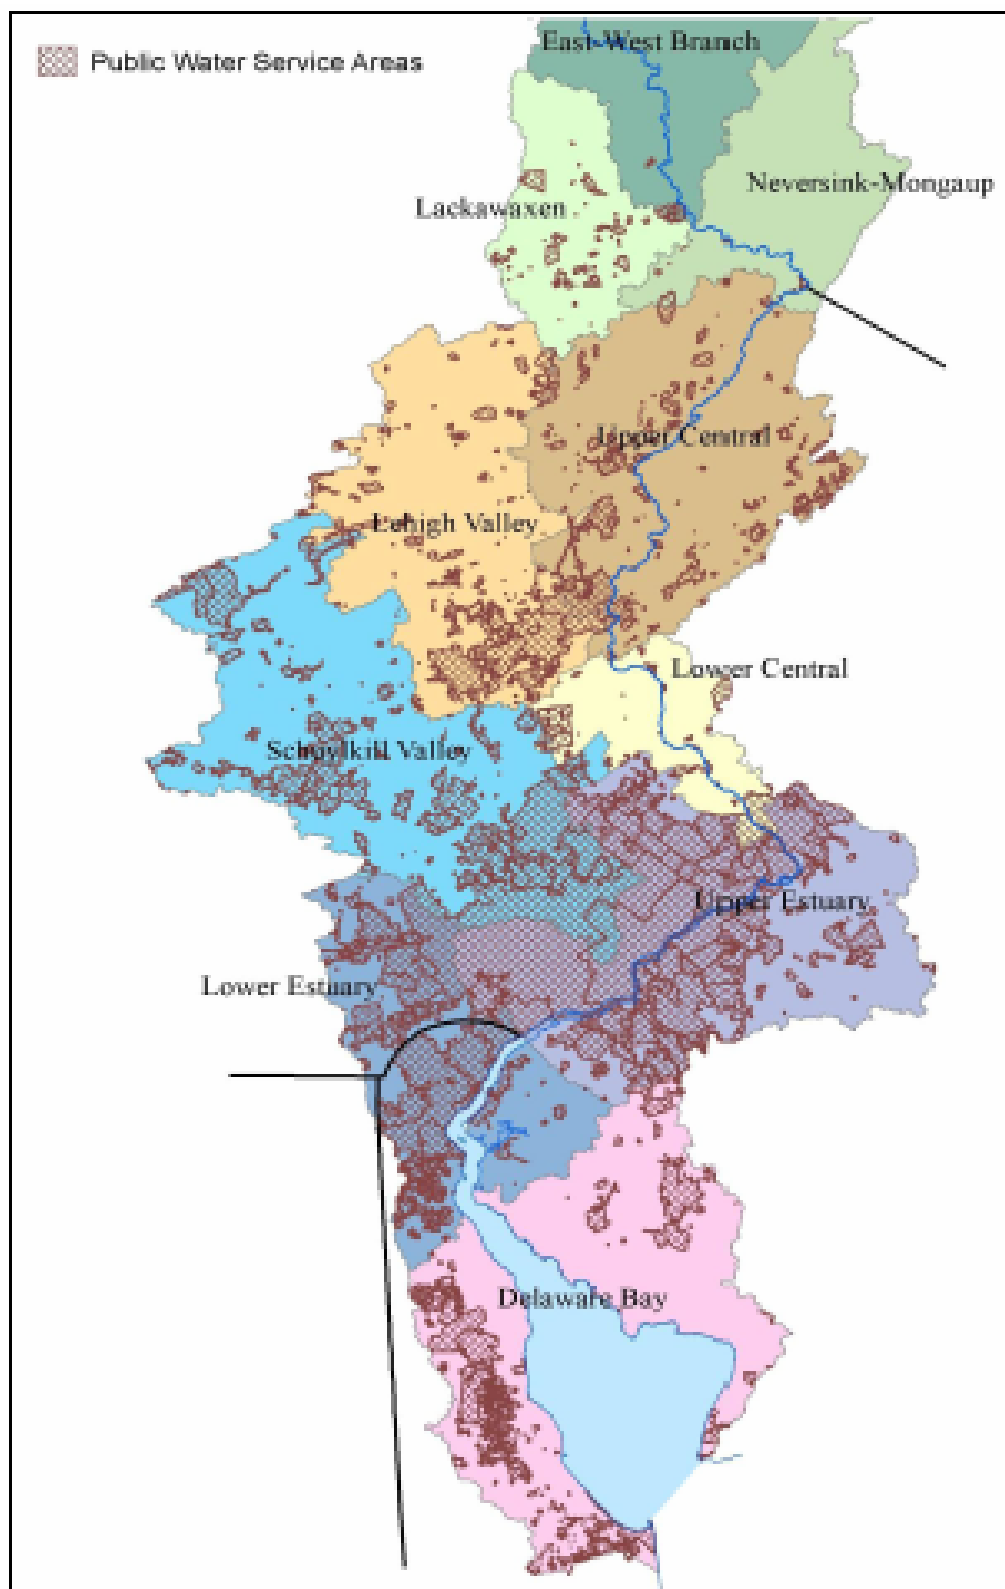 East-West Branch
Public Water Service Areas
Neversink-Mongaup
Lackawaxen
Upper Central
Lehigh Valley
Lower Central
Schuylkill Valley
Upper Estuary
Lower Estuary
Delaware Bay